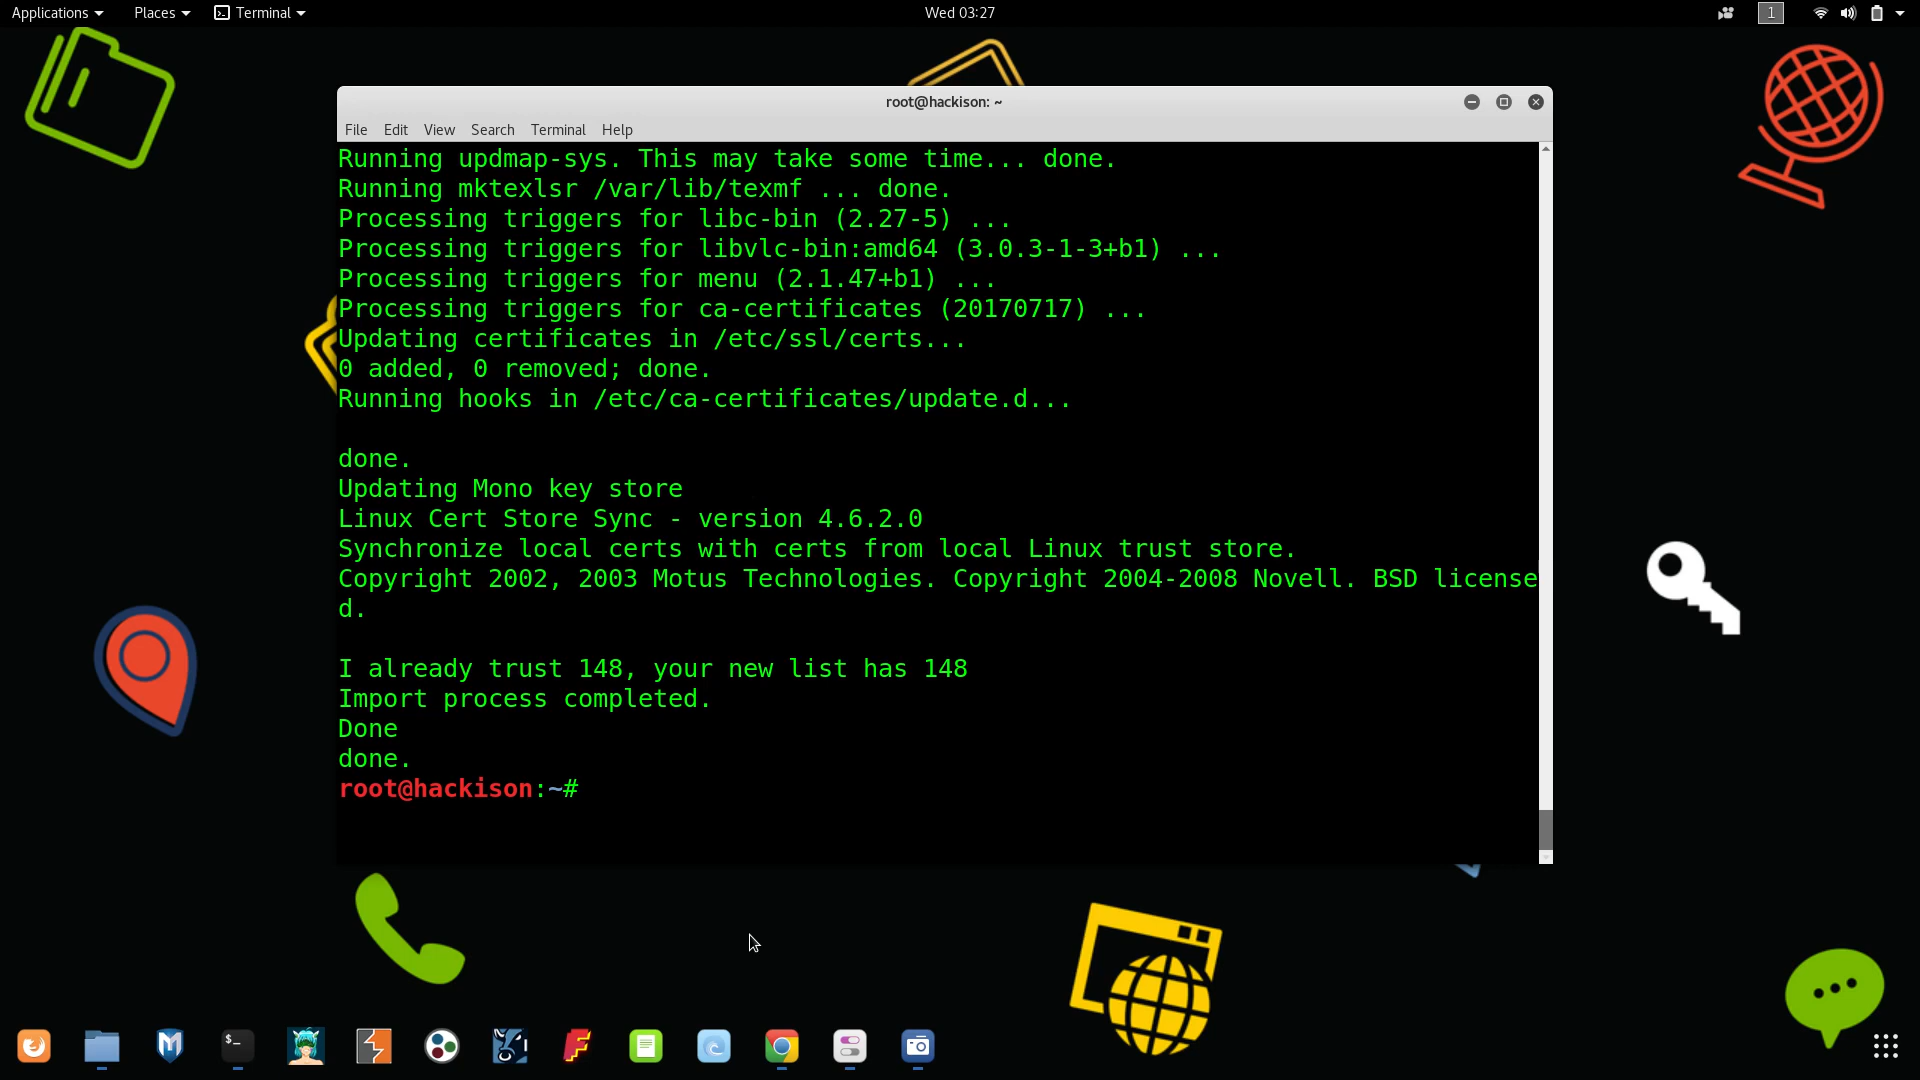 Applications Places Terminal Wed 03:27 1
root@hackison: ~
File Edit View Search Terminal Help
Running updmap-sys. This may take some time... done.
Running mktexlsr /var/lib/texmf ... done.
Processing triggers for libc-bin (2.27-5) ...
Processing triggers for libvlc-bin:amd64 (3.0.3-1-3+b1) ...
Processing triggers for menu (2.1.47+b1) ...
Processing triggers for ca-certificates (20170717) ...
Updating certificates in /etc/ssl/certs...
0 added, 0 removed; done.
Running hooks in /etc/ca-certificates/update.d...
done.
Updating Mono key store
Linux Cert Store Sync - version 4.6.2.0
Synchronize local certs with certs from local Linux trust store.
Copyright 2002, 2003 Motus Technologies. Copyright 2004-2008 Novell. BSD license
d.
I already trust 148, your new list has 148
Import process completed.
Done
done.
root@hackison:~#